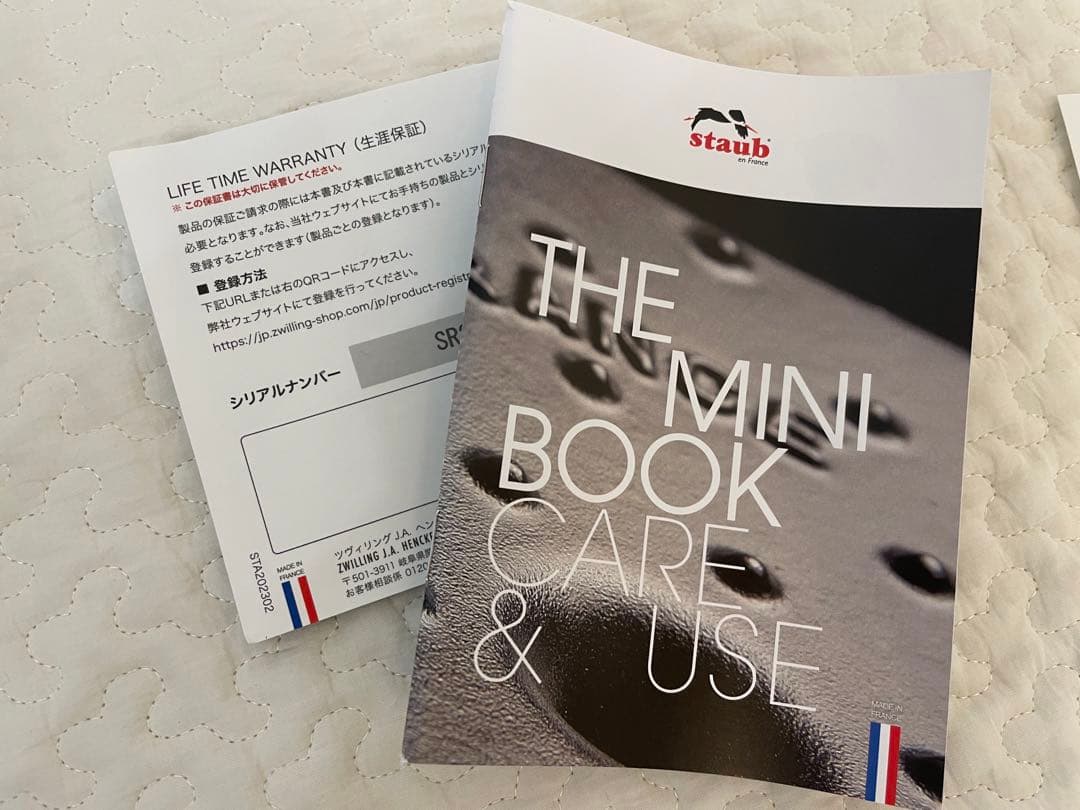 LIFE TIME WARRANTY（生涯保証）
※ この保証書は大切に保管してください。
製品の保証ご請求の際には本書及び本書に記載されているシリアル
必要となります。なお、当社ウェブサイトにてお手持ちの製品とシリ
登録することができます（製品ごとの登録となります）。
■ 登録方法
下記URLまたは右のQRコードにアクセスし、
弊社ウェブサイトにて登録を行ってください。
https://jp.zwilling-shop.com/jp/product-registr
シリアルナンバー
SRS
ツヴィリング J.A. ヘン
ZWILLING J.A. HENCKE
〒501-3911 岐阜県関
お客様相談係 0120
MADE IN
FRANCE
STA202302
staub
en France
THE
MINI
BOOK
CARE
& USE
MADE IN
FRANCE